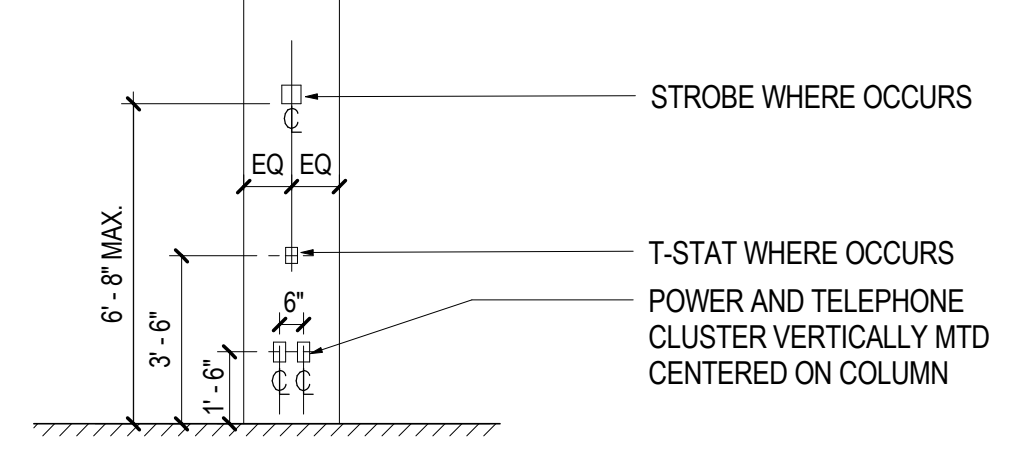 STROBE WHERE OCCURS
℄
EQ EQ
6' - 8" MAX.
T-STAT WHERE OCCURS
3' - 6"
6"
POWER AND TELEPHONE
CLUSTER VERTICALLY MTD
CENTERED ON COLUMN
1' - 6"
℄ ℄